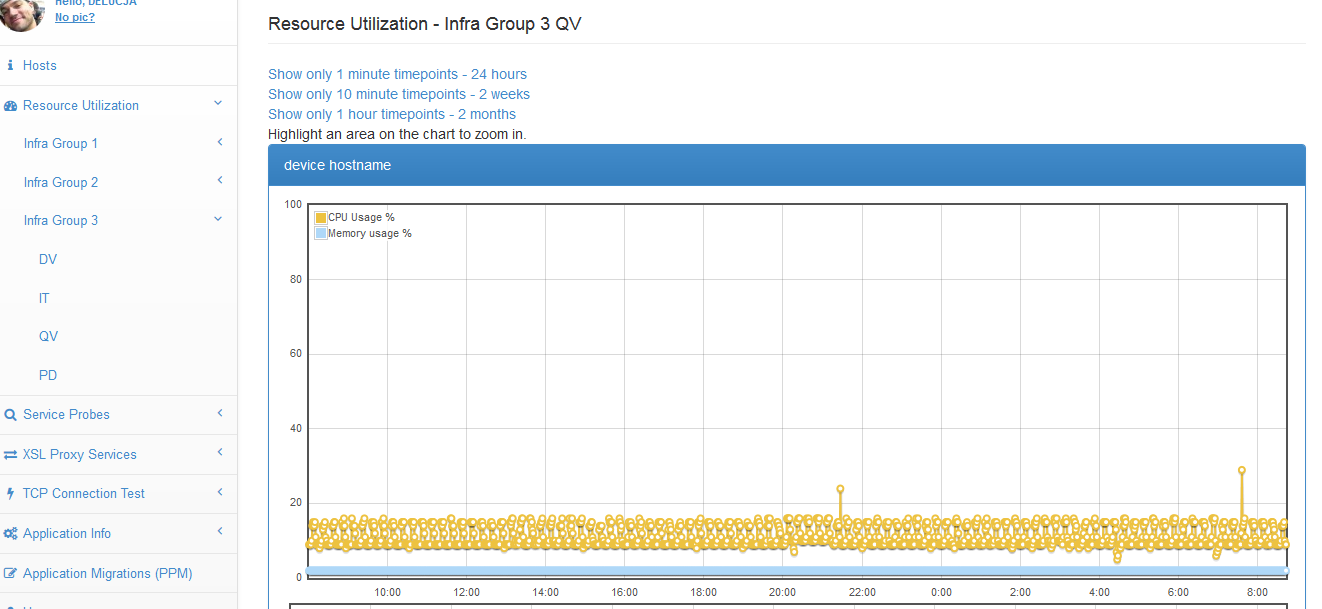 Hello, DELUCJA
No pic?
Hosts
Resource Utilization
Infra Group 1
Infra Group 2
Infra Group 3
DV
IT
QV
PD
Service Probes
XSL Proxy Services
TCP Connection Test
Application Info
Application Migrations (PPM)
Resource Utilization - Infra Group 3 QV
Show only 1 minute timepoints - 24 hours
Show only 10 minute timepoints - 2 weeks
Show only 1 hour timepoints - 2 months
Highlight an area on the chart to zoom in.
device hostname
CPU Usage %
Memory usage %
100
80
60
40
20
0
10:00 12:00 14:00 16:00 18:00 20:00 22:00 0:00 2:00 4:00 6:00 8:00